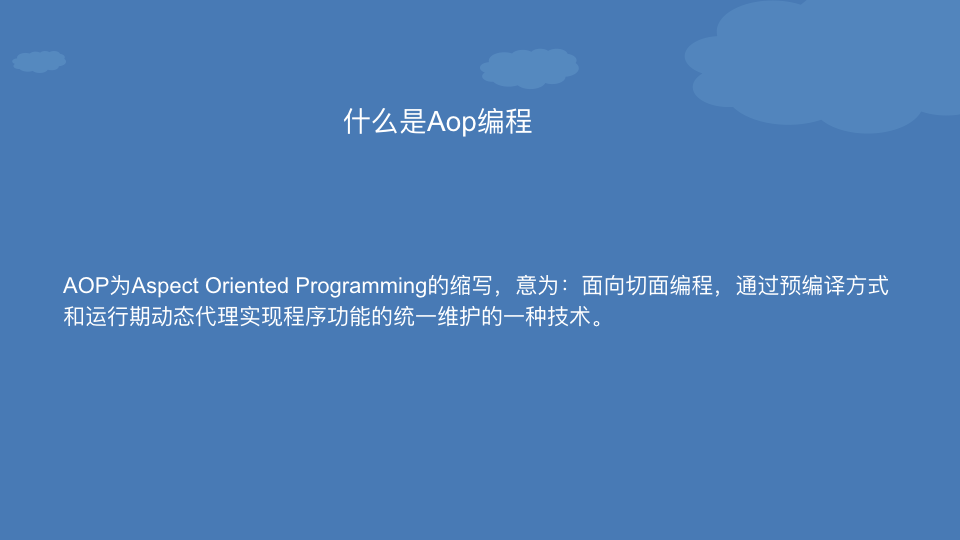 什么是Aop编程
AOP为Aspect Oriented Programming的缩写，意为：面向切面编程，通过预编译方式
和运行期动态代理实现程序功能的统一维护的一种技术。